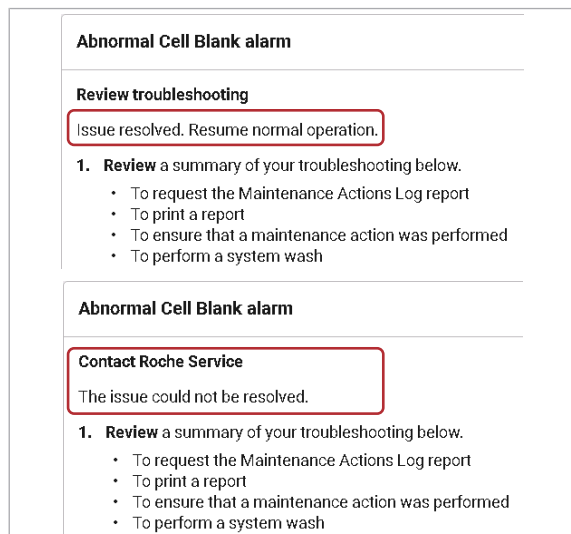 Abnormal Cell Blank alarm
Review troubleshooting
Issue resolved. Resume normal operation.
1. Review a summary of your troubleshooting below.
• To request the Maintenance Actions Log report
• To print a report
• To ensure that a maintenance action was performed
• To perform a system wash
Abnormal Cell Blank alarm
Contact Roche Service
The issue could not be resolved.
1. Review a summary of your troubleshooting below.
• To request the Maintenance Actions Log report
• To print a report
• To ensure that a maintenance action was performed
• To perform a system wash